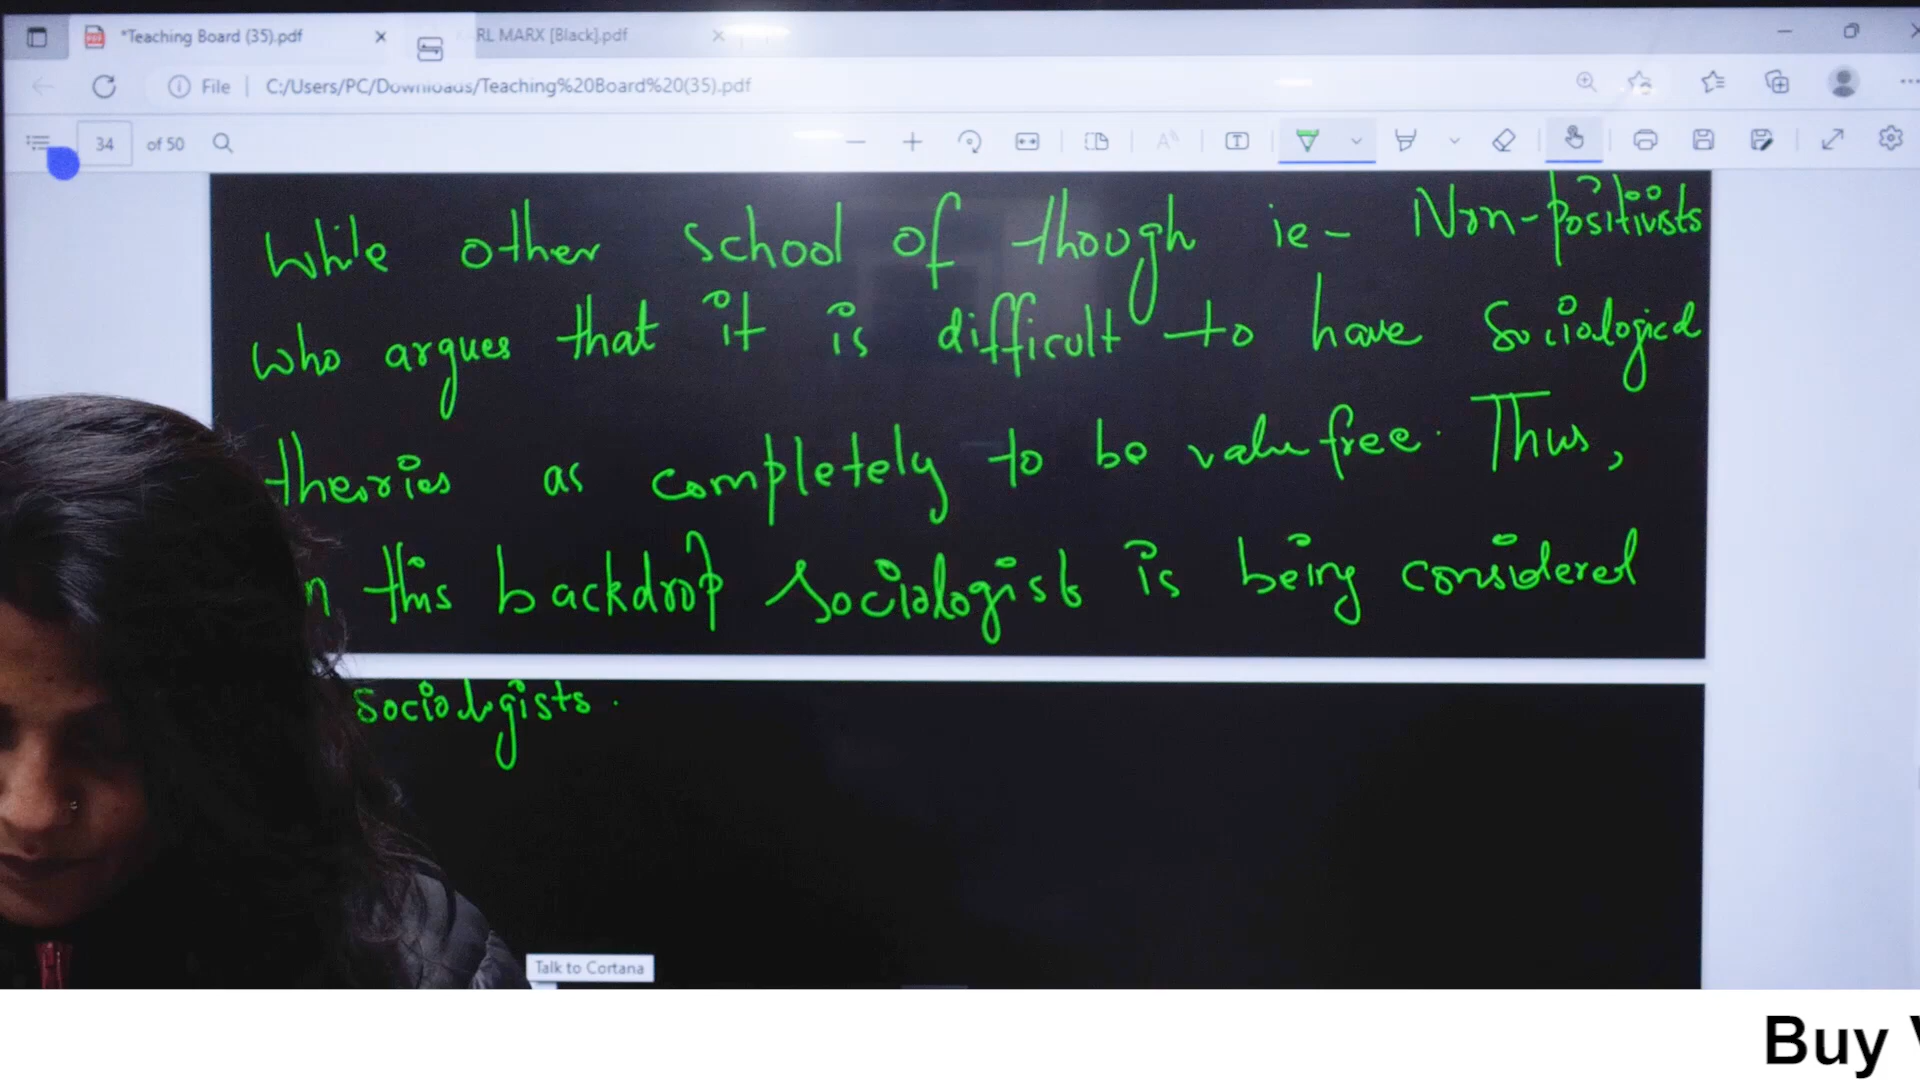 *Teaching Board (35).pdf
RL MARX [Black].pdf
File
C:/Users/PC/Downloads/Teaching%20Board%20(35).pdf
34 of 50
while other school of though ie - Non-positivists
who argues that it is difficult to have Sociological
theories as completely to be value free. Thus,
n this backdrop sociologist is being considered
sociologists.
Talk to Cortana
Buy